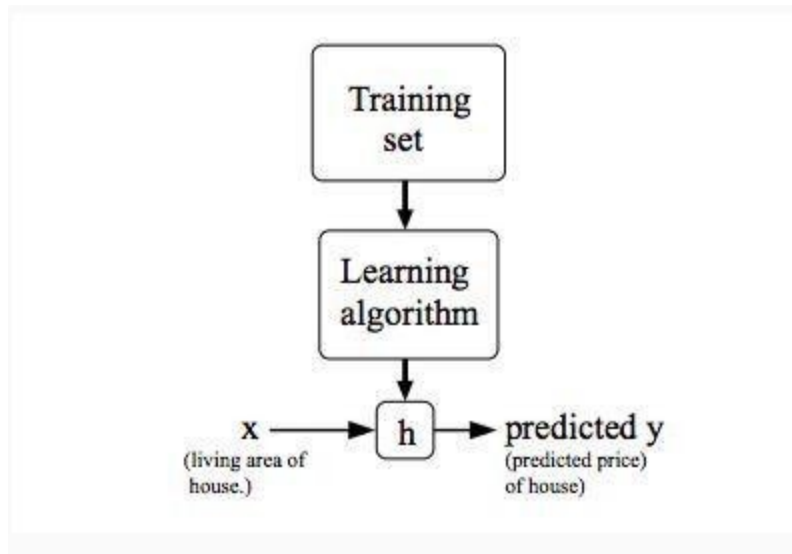 Training
set
Learning
algorithm
x
h
predicted y
(living area of
house.)
(predicted price)
of house)